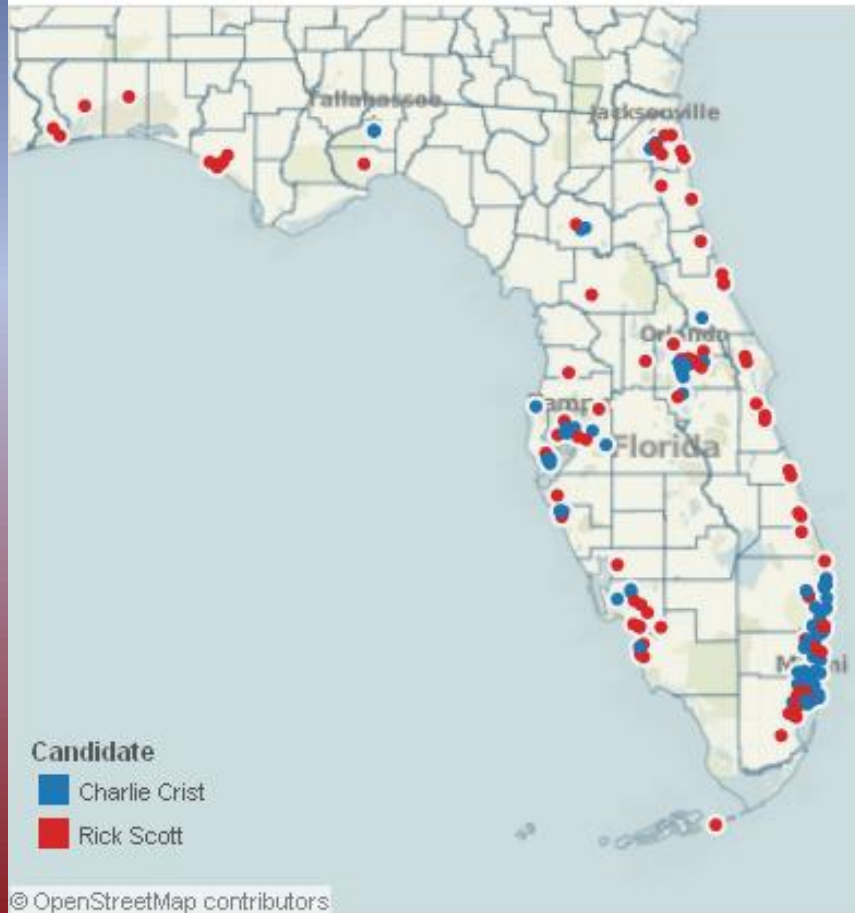 Tallahassee
Jacksonville
Orlando
Florida
Candidate
Charlie Crist
Rick Scott
© OpenStreetMap contributors